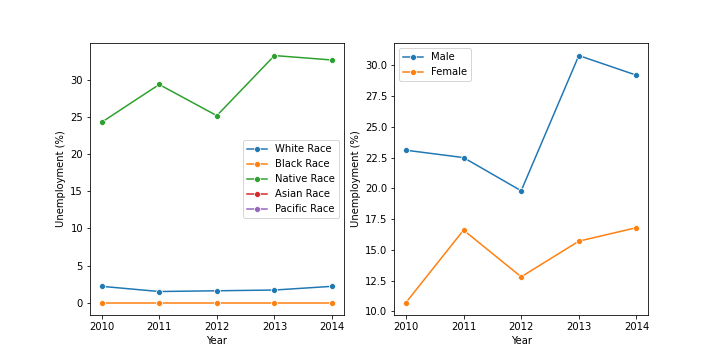 30
25
20
15
10
5
0
Unemployment (%)
2010 2011 2012 2013 2014
Year
White Race
Black Race
Native Race
Asian Race
Pacific Race
30.0
27.5
25.0
22.5
20.0
17.5
15.0
12.5
10.0
Unemployment (%)
2010 2011 2012 2013 2014
Year
Male
Female